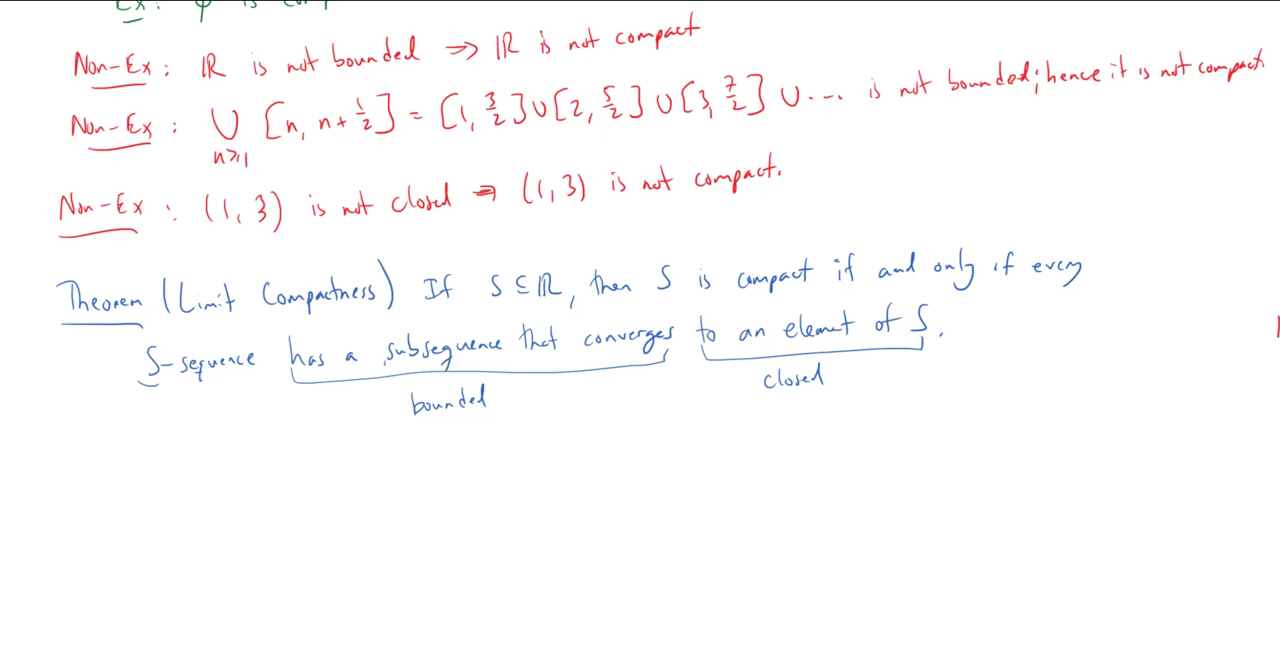 Ex: φ is comp
Non-Ex: ℝ is not bounded ⇒ ℝ is not compact
Non-Ex: ⋃_{n≥1} [n, n+1/2] = [1, 3/2] ∪ [2, 5/2] ∪ [3, 7/2] ∪ ... is not bounded; hence it is not compact.
Non-Ex: (1, 3) is not closed ⇒ (1, 3) is not compact.
Theorem (Limit Compactness) If S ⊆ ℝ, then S is compact if and only if every
S-sequence has a subsequence that converges to an element of S.
bounded closed